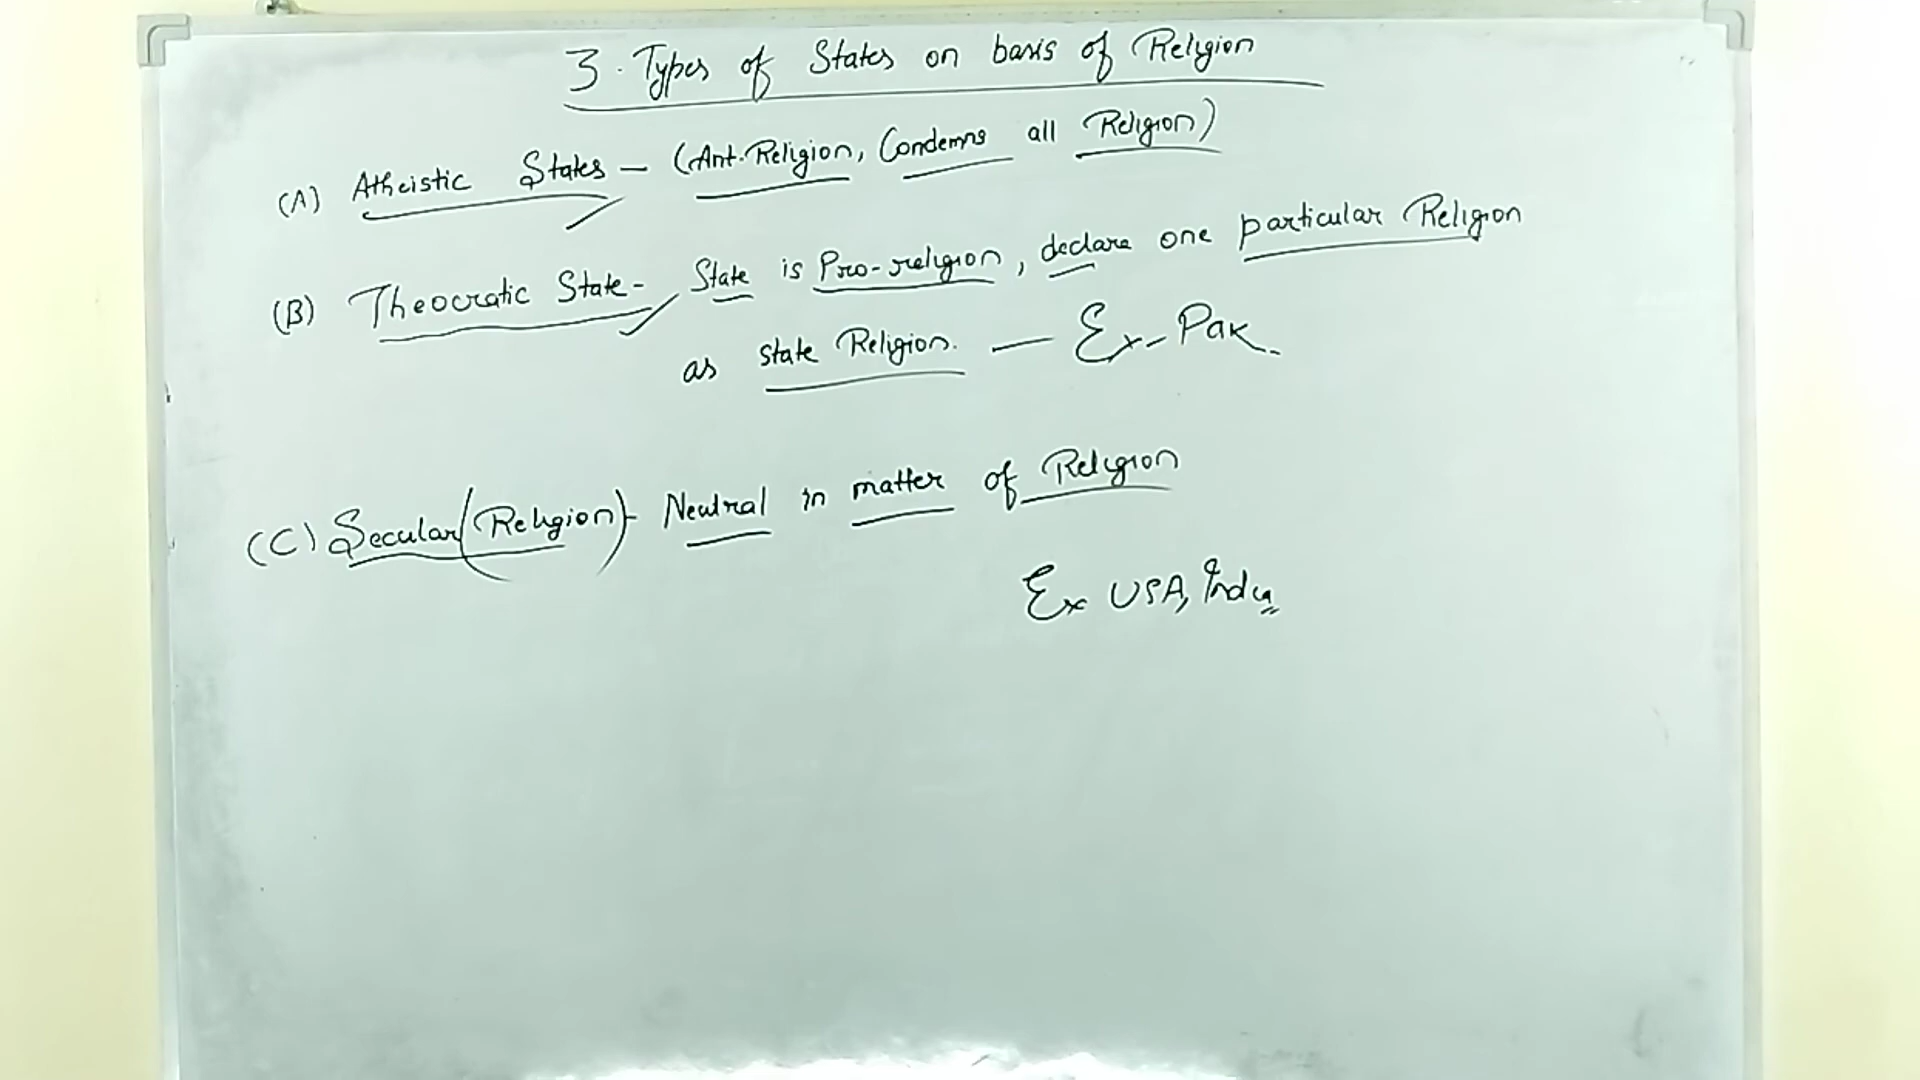 3. Types of States on basis of Religion
(A) Atheistic States - (Ant-Religion, Condemns all Religion)
(B) Theocratic State - State is Pro-religion, declare one particular Religion
as state Religion. - Ex- Pak.
(C) Secular (Religion) - Neutral in matter of Religion
Ex USA, India